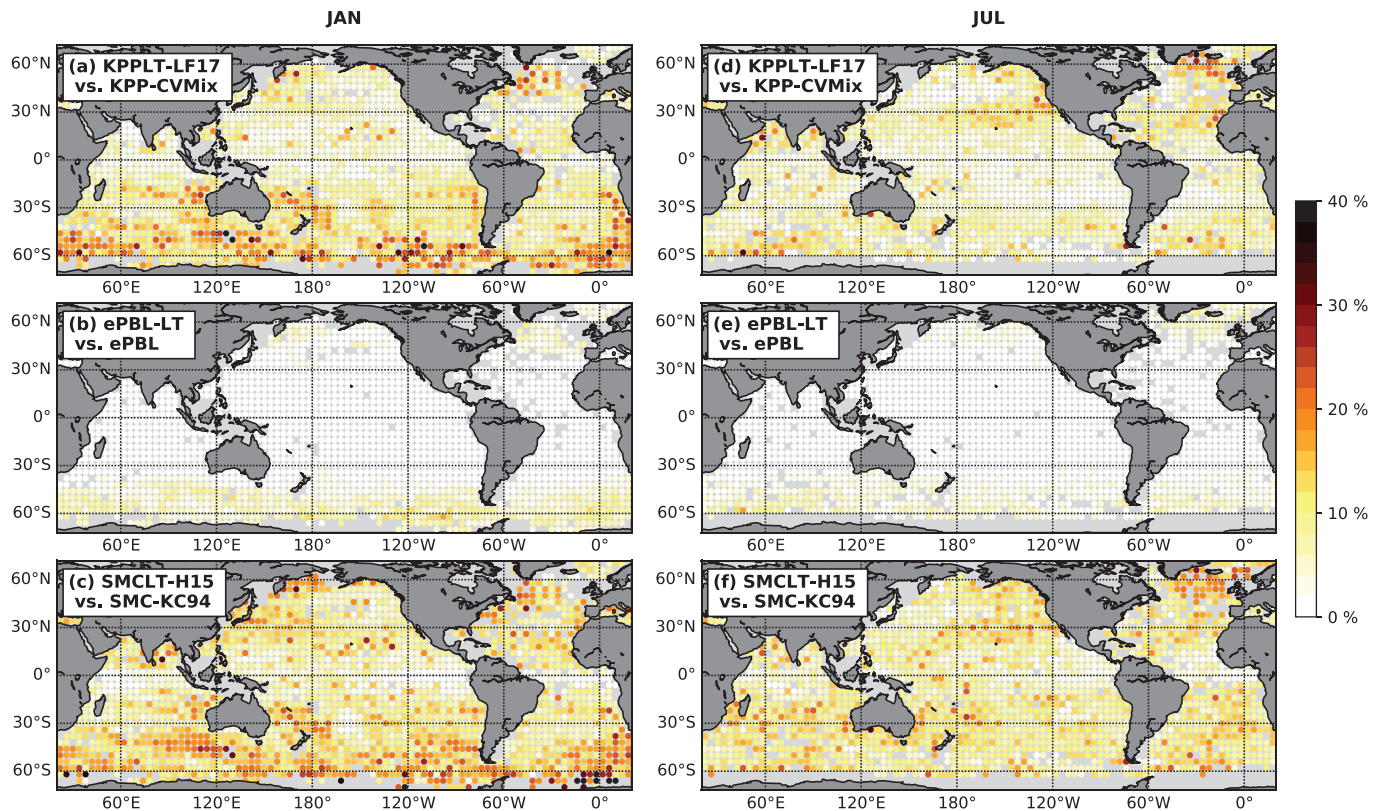 JAN
JUL
(a) KPPLT-LF17
vs. KPP-CVMix
60°N
30°N
0°
30°S
60°S
60°E
120°E
180°
120°W
60°W
0°
(d) KPPLT-LF17
vs. KPP-CVMix
60°N
30°N
0°
30°S
60°S
60°E
120°E
180°
120°W
60°W
0°
(b) ePBL-LT
vs. ePBL
60°N
30°N
0°
30°S
60°S
60°E
120°E
180°
120°W
60°W
0°
(e) ePBL-LT
vs. ePBL
60°N
30°N
0°
30°S
60°S
60°E
120°E
180°
120°W
60°W
0°
(c) SMCLT-H15
vs. SMC-KC94
60°N
30°N
0°
30°S
60°S
60°E
120°E
180°
120°W
60°W
0°
(f) SMCLT-H15
vs. SMC-KC94
60°N
30°N
0°
30°S
60°S
60°E
120°E
180°
120°W
60°W
0°
40 %
30 %
20 %
10 %
0 %